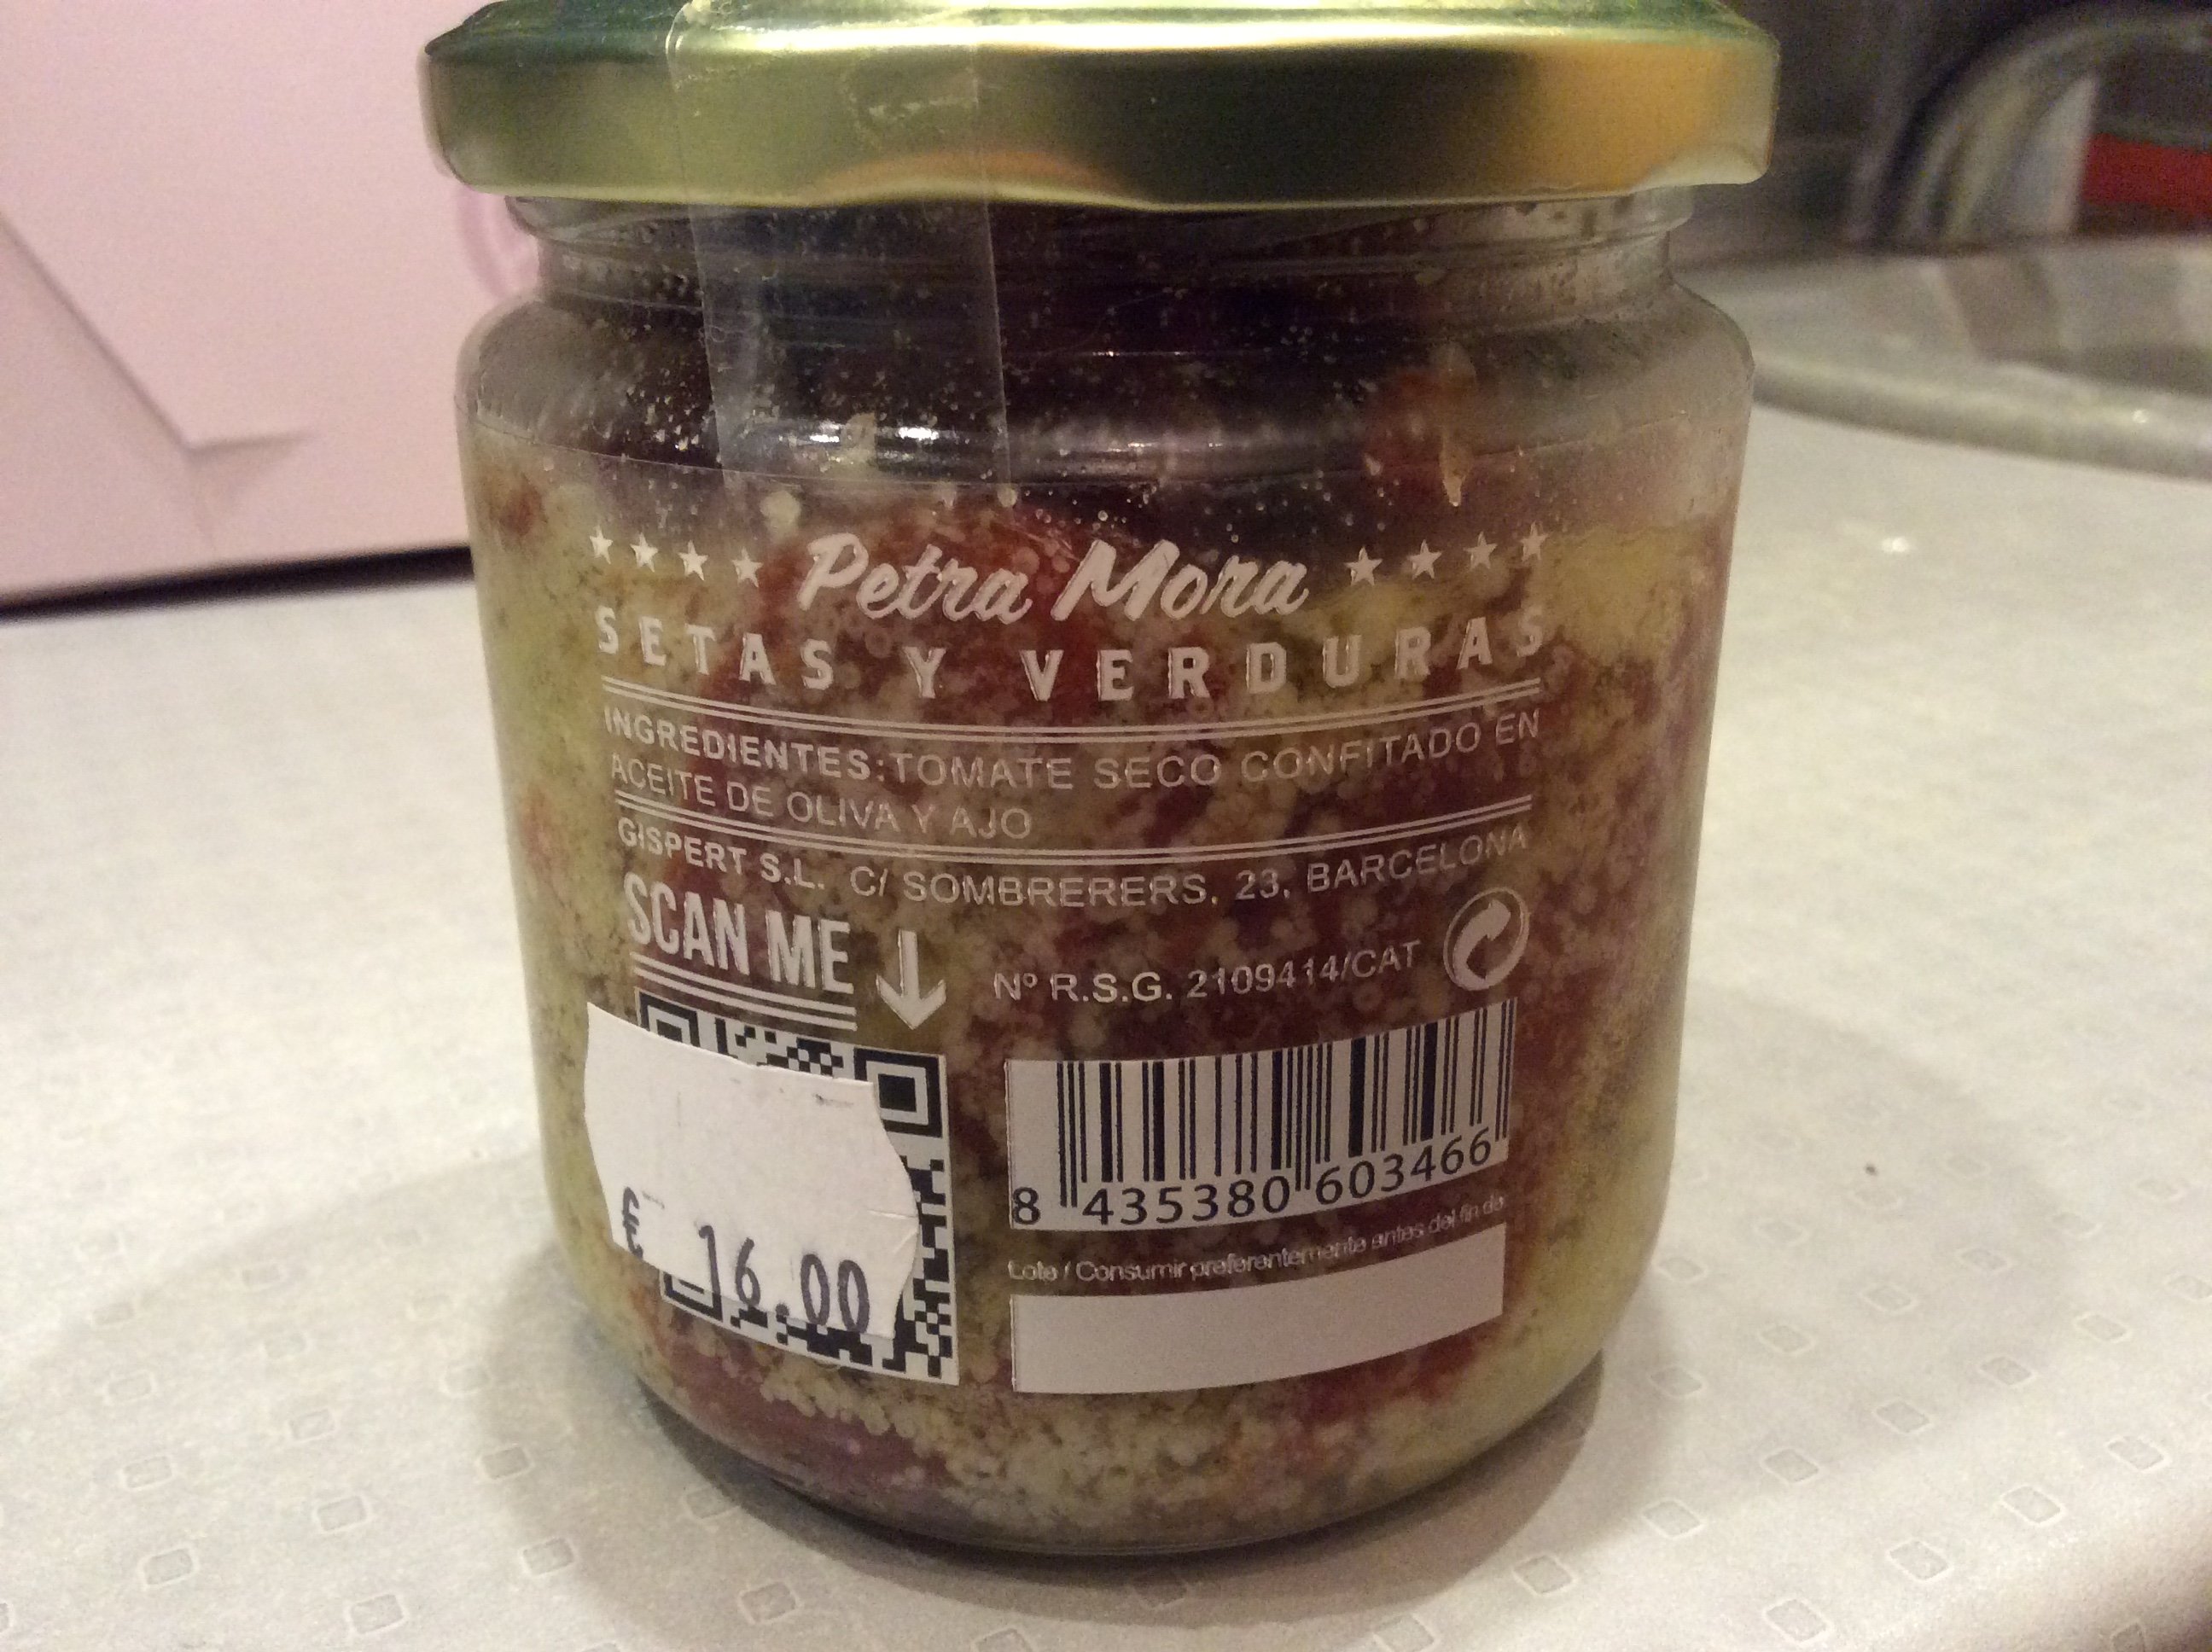 Petra Mora
SETAS Y VERDURAS
INGREDIENTES: TOMATE SECO CONFITADO EN
ACEITE DE OLIVA Y AJO
GISPERT S.L. C/ SOMBRERERS, 23, BARCELONA
SCAN ME
Nº R.S.G. 2109414/CAT
8 435380 603466
€ 16.00
Lote / Consumir preferentemente antes del fin de